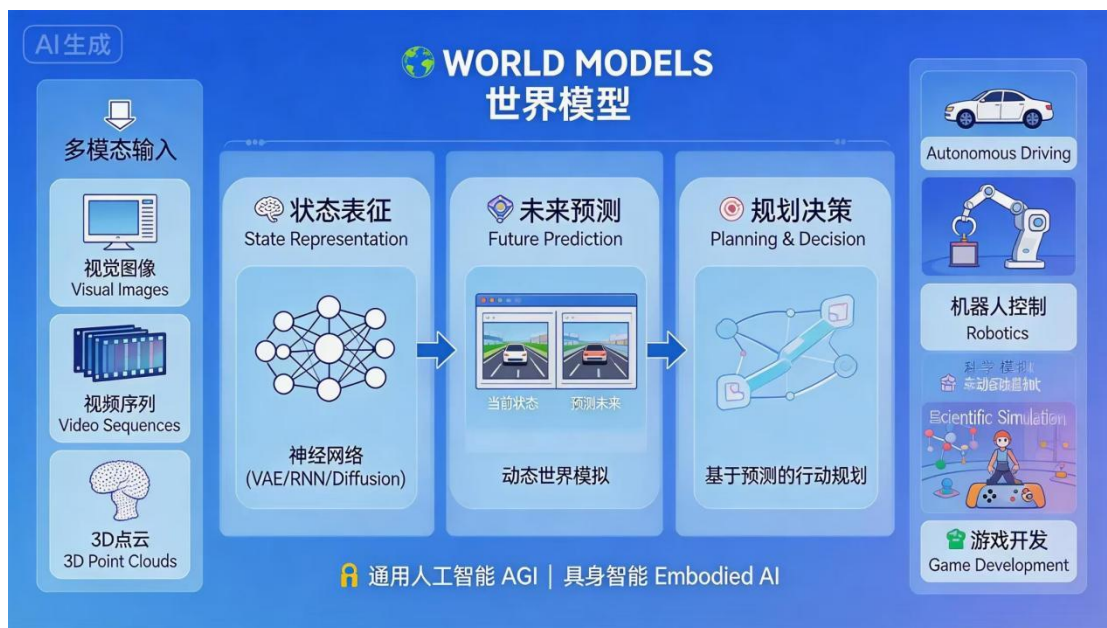 AI生成
WORLD MODELS
世界模型
多模态输入
视觉图像
Visual Images
视频序列
Video Sequences
3D点云
3D Point Clouds
状态表征
State Representation
神经网络
(VAE/RNN/Diffusion)
未来预测
Future Prediction
当前状态
预测未来
动态世界模拟
规划决策
Planning & Decision
基于预测的行动规划
Autonomous Driving
机器人控制
Robotics
科学模拟
Scientific Simulation
游戏开发
Game Development
通用人工智能 AGI | 具身智能 Embodied AI